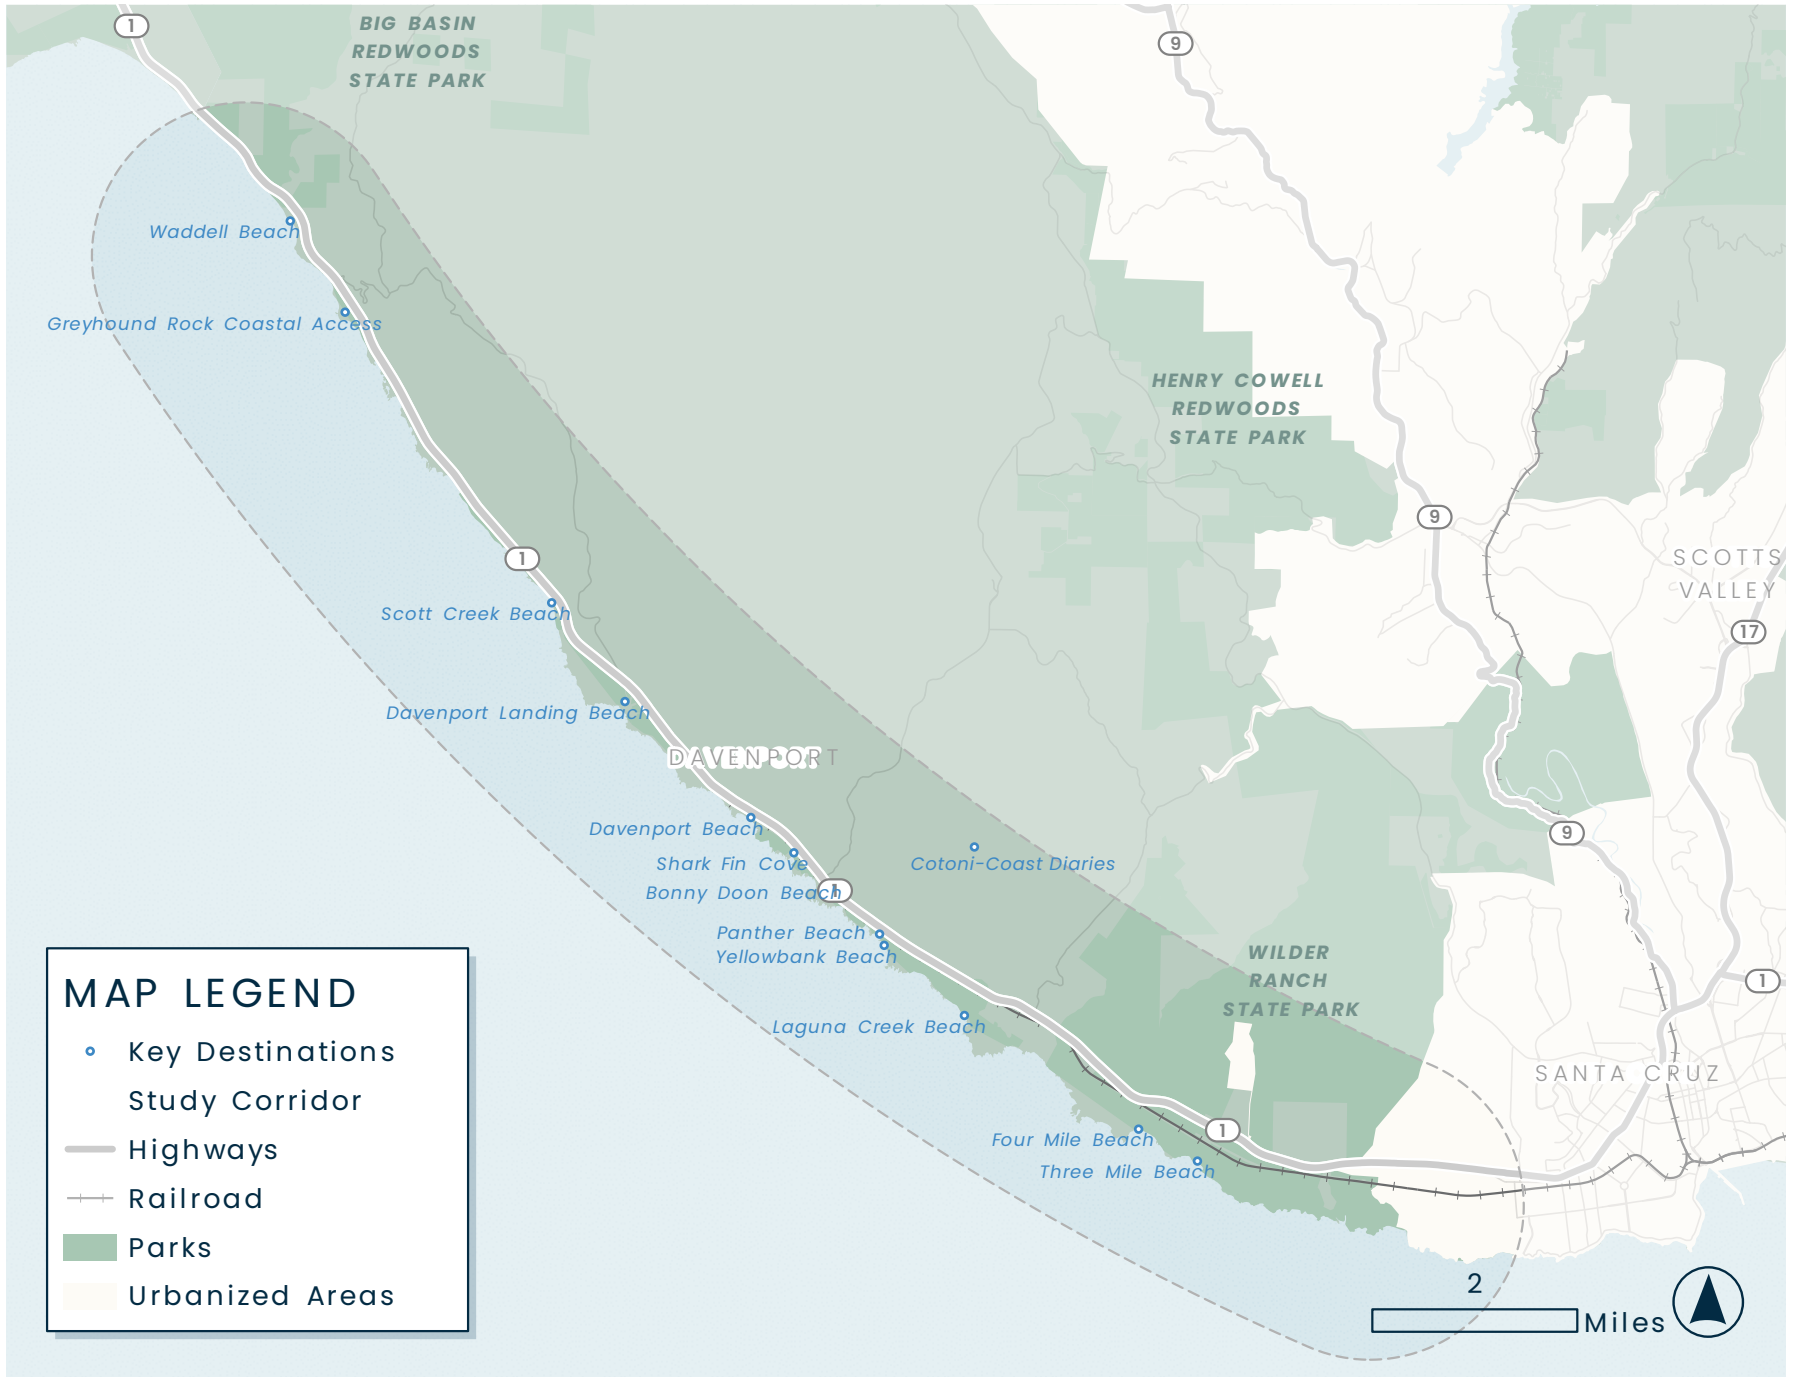 1
BIG BASIN
REDWOODS
STATE PARK
9
Waddell Beach
Greyhound Rock Coastal Access
HENRY COWELL
REDWOODS
STATE PARK
9
1
SCOTTS
VALLEY
17
Scott Creek Beach
Davenport Landing Beach
DAVENPORT
Davenport Beach
9
Shark Fin Cove
Cotoni-Coast Diaries
Bonny Doon Beach
1
Panther Beach
Yellowbank Beach
WILDER
RANCH
STATE PARK
1
Laguna Creek Beach
SANTA CRUZ
Four Mile Beach
1
Three Mile Beach
MAP LEGEND
Key Destinations
Study Corridor
Highways
Railroad
Parks
Urbanized Areas
2
Miles